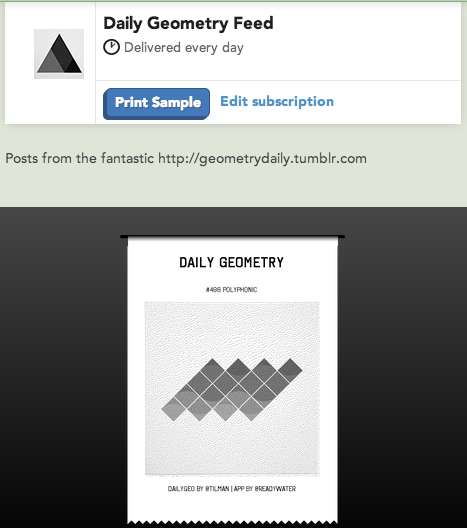 Daily Geometry Feed
Delivered every day
Print Sample Edit subscription
Posts from the fantastic http://geometrydaily.tumblr.com
DAILY GEOMETRY
#496 POLYPHONIC
DAILYGEO BY @TILMAN | APP BY @READYWATER